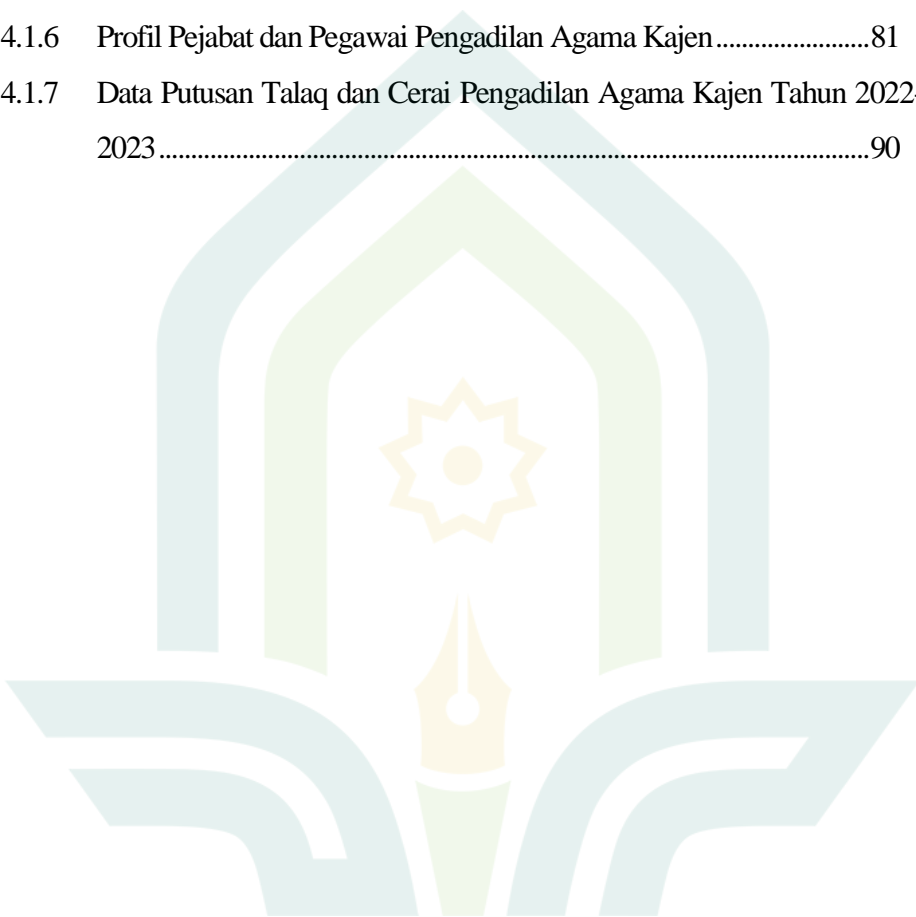 4.1.6 Profil Pejabat dan Pegawai Pengadilan Agama Kajen.......................81
4.1.7 Data Putusan Talaq dan Cerai Pengadilan Agama Kajen Tahun 2022-
2023............................................................................................................90